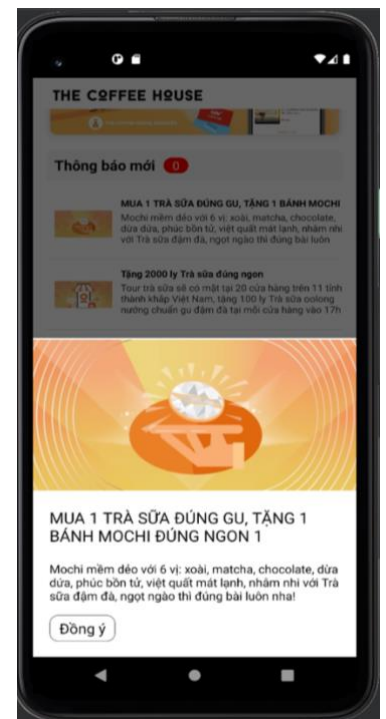 THE COFFEE HOUSE
Thông báo mới 0
MUA 1 TRÀ SỮA ĐÚNG GU, TẶNG 1 BÁNH MOCHI
Mochi mềm dẻo với 6 vị: xoài, matcha, chocolate,
dừa dứa, phúc bồn tử, việt quất mát lạnh, nhâm nhi
với Trà sữa đậm đà, ngọt ngào thì đúng bài luôn
Tặng 2000 ly Trà sữa đúng ngon
Tour trà sữa sẽ có mặt tại 20 cửa hàng trên 11 tỉnh
thành khắp Việt Nam, tặng 100 ly Trà sữa oolong
nướng chuẩn gu đậm đà tại mỗi cửa hàng vào 17h
MUA 1 TRÀ SỮA ĐÚNG GU, TẶNG 1
BÁNH MOCHI ĐÚNG NGON 1
Mochi mềm dẻo với 6 vị: xoài, matcha, chocolate, dừa
dứa, phúc bồn tử, việt quất mát lạnh, nhâm nhi với Trà
sữa đậm đà, ngọt ngào thì đúng bài luôn nha!
Đồng ý